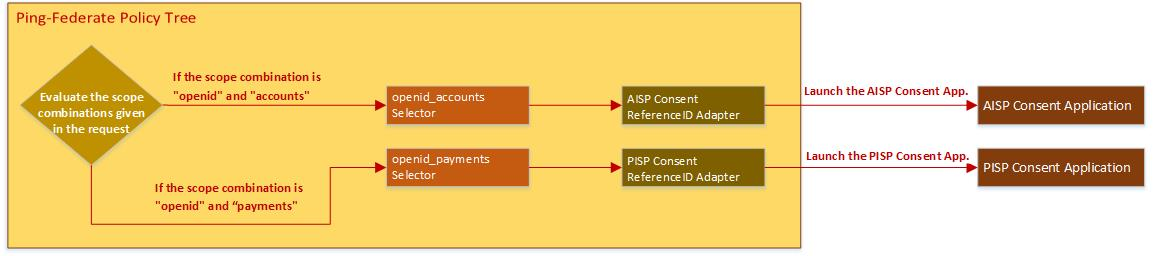 Ping-Federate Policy Tree
If the scope combination is
"openid" and "accounts"
Evaluate the scope
combinations given
in the request
openid_accounts
Selector
AISP Consent
ReferenceID Adapter
Launch the AISP Consent App.
AISP Consent Application
openid_payments
Selector
PISP Consent
ReferenceID Adapter
Launch the PISP Consent App.
PISP Consent Application
If the scope combination is
"openid" and “payments"